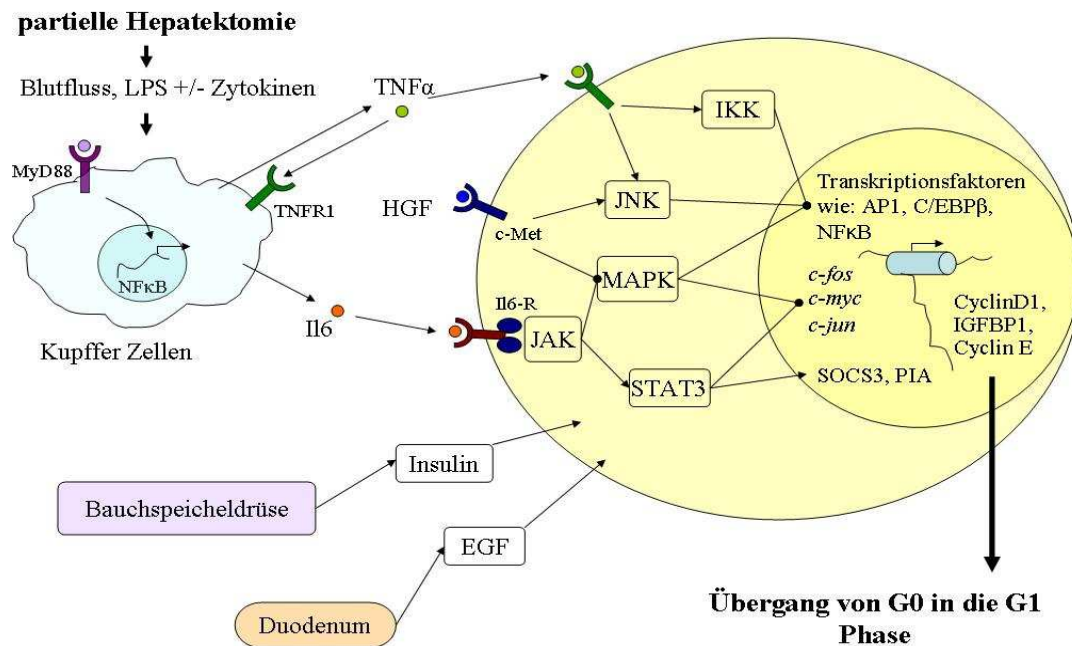 partielle Hepatektomie
Blutfluss, LPS +/- Zytokinen
TNFα
MyD88
TNFR1
NFκB
Kupffer Zellen
Il6
HGF
c-Met
Il6-R
IKK
JNK
MAPK
JAK
STAT3
Transkriptionsfaktoren
wie: AP1, C/EBPβ,
NFκB
c-fos
c-myc
c-jun
CyclinD1,
IGFBP1,
Cyclin E
SOCS3, PIA
Insulin
Bauchspeicheldrüse
EGF
Duodenum
Übergang von G0 in die G1
Phase